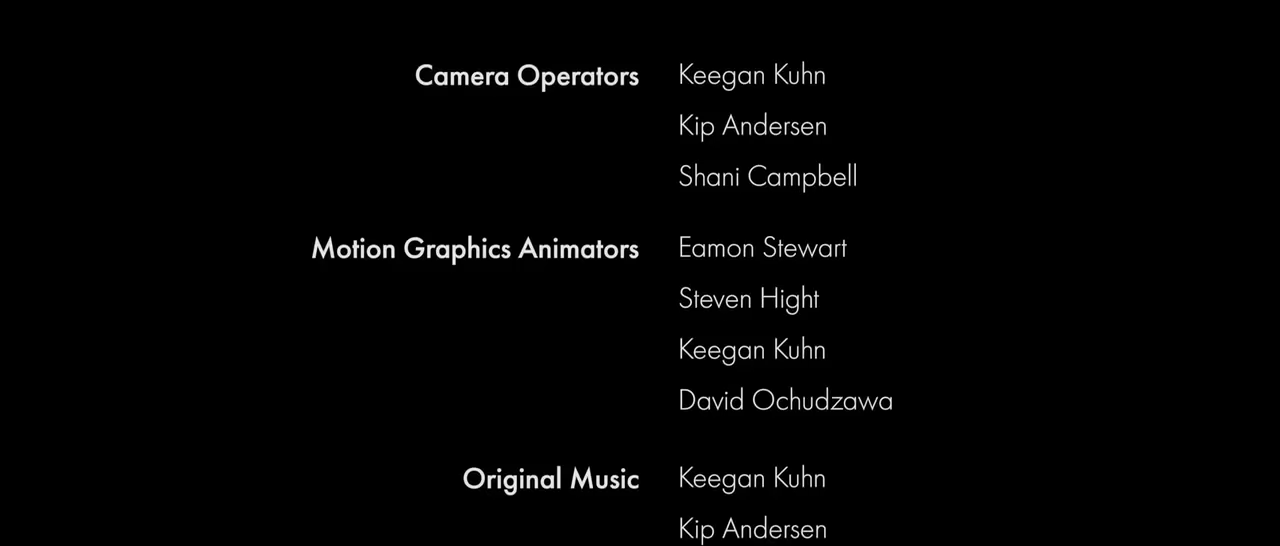 Camera Operators Keegan Kuhn
Kip Andersen
Shani Campbell
Motion Graphics Animators Eamon Stewart
Steven Hight
Keegan Kuhn
David Ochudzawa
Original Music Keegan Kuhn
Kip Andersen